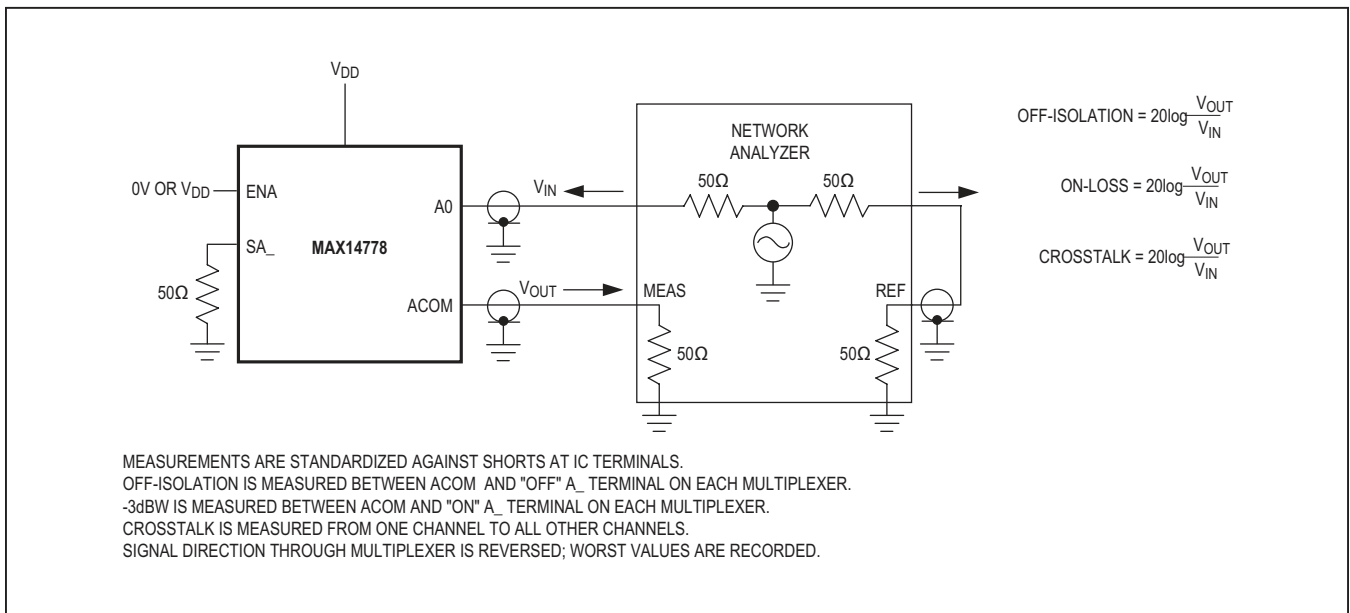 VDD
0V OR VDD
ENA
SA_
MAX14778
A0
ACOM
50Ω
VIN
VOUT
NETWORK
ANALYZER
50Ω
50Ω
MEAS
REF
50Ω
50Ω
OFF-ISOLATION = 20log VOUT/VIN
ON-LOSS = 20log VOUT/VIN
CROSSTALK = 20log VOUT/VIN
MEASUREMENTS ARE STANDARDIZED AGAINST SHORTS AT IC TERMINALS.
OFF-ISOLATION IS MEASURED BETWEEN ACOM AND "OFF" A_ TERMINAL ON EACH MULTIPLEXER.
-3dBW IS MEASURED BETWEEN ACOM AND "ON" A_ TERMINAL ON EACH MULTIPLEXER.
CROSSTALK IS MEASURED FROM ONE CHANNEL TO ALL OTHER CHANNELS.
SIGNAL DIRECTION THROUGH MULTIPLEXER IS REVERSED; WORST VALUES ARE RECORDED.